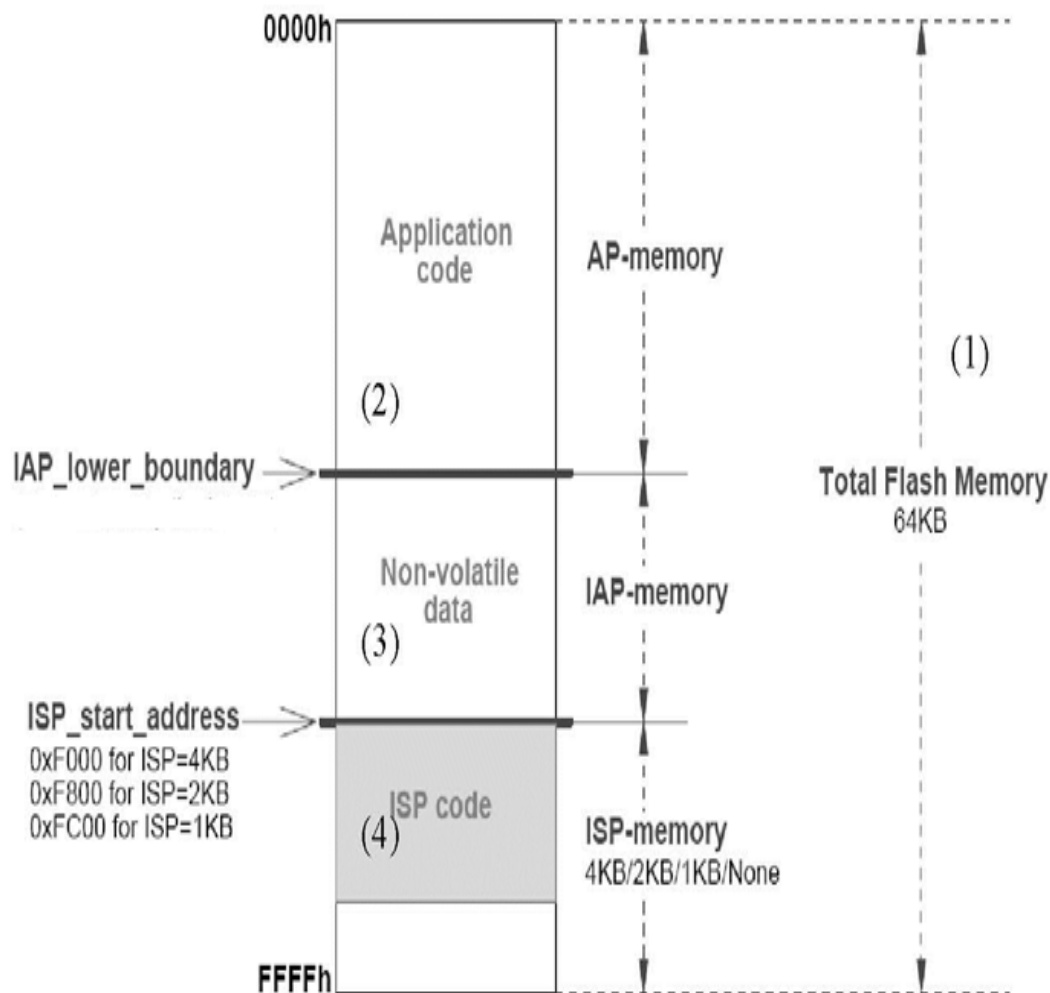 0000h
Application
code
AP-memory
(1)
(2)
IAP_lower_boundary
Total Flash Memory
64KB
Non-volatile
data
IAP-memory
(3)
ISP_start_address
0xF000 for ISP=4KB
0xF800 for ISP=2KB
0xFC00 for ISP=1KB
ISP code
(4)
ISP-memory
4KB/2KB/1KB/None
FFFFh